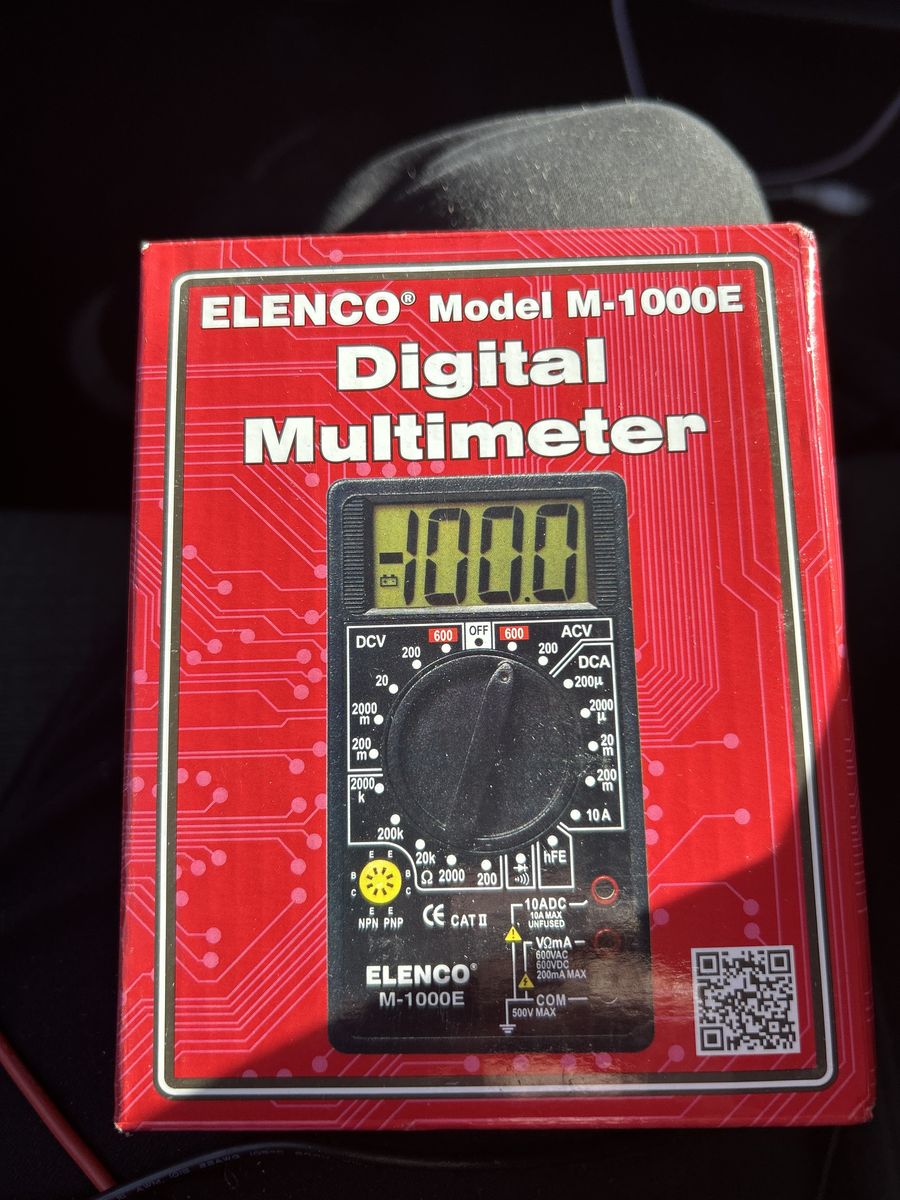 ELENCO® Model M-1000E
Digital
Multimeter
-1000.0
DCV
600
OFF
600
ACV
200
200
DCA
20
200µ
2000
m
2000
µ
200
m
20
m
2000
k
200
m
200k
10A
20k
Ω 2000
200
hFE
E E
B B
C C
E E
NPN PNP
CE CAT II
10ADC
10A MAX
UNFUSED
VΩmA
600VAC
600VDC
200mA MAX
ELENCO®
M-1000E
COM
500V MAX